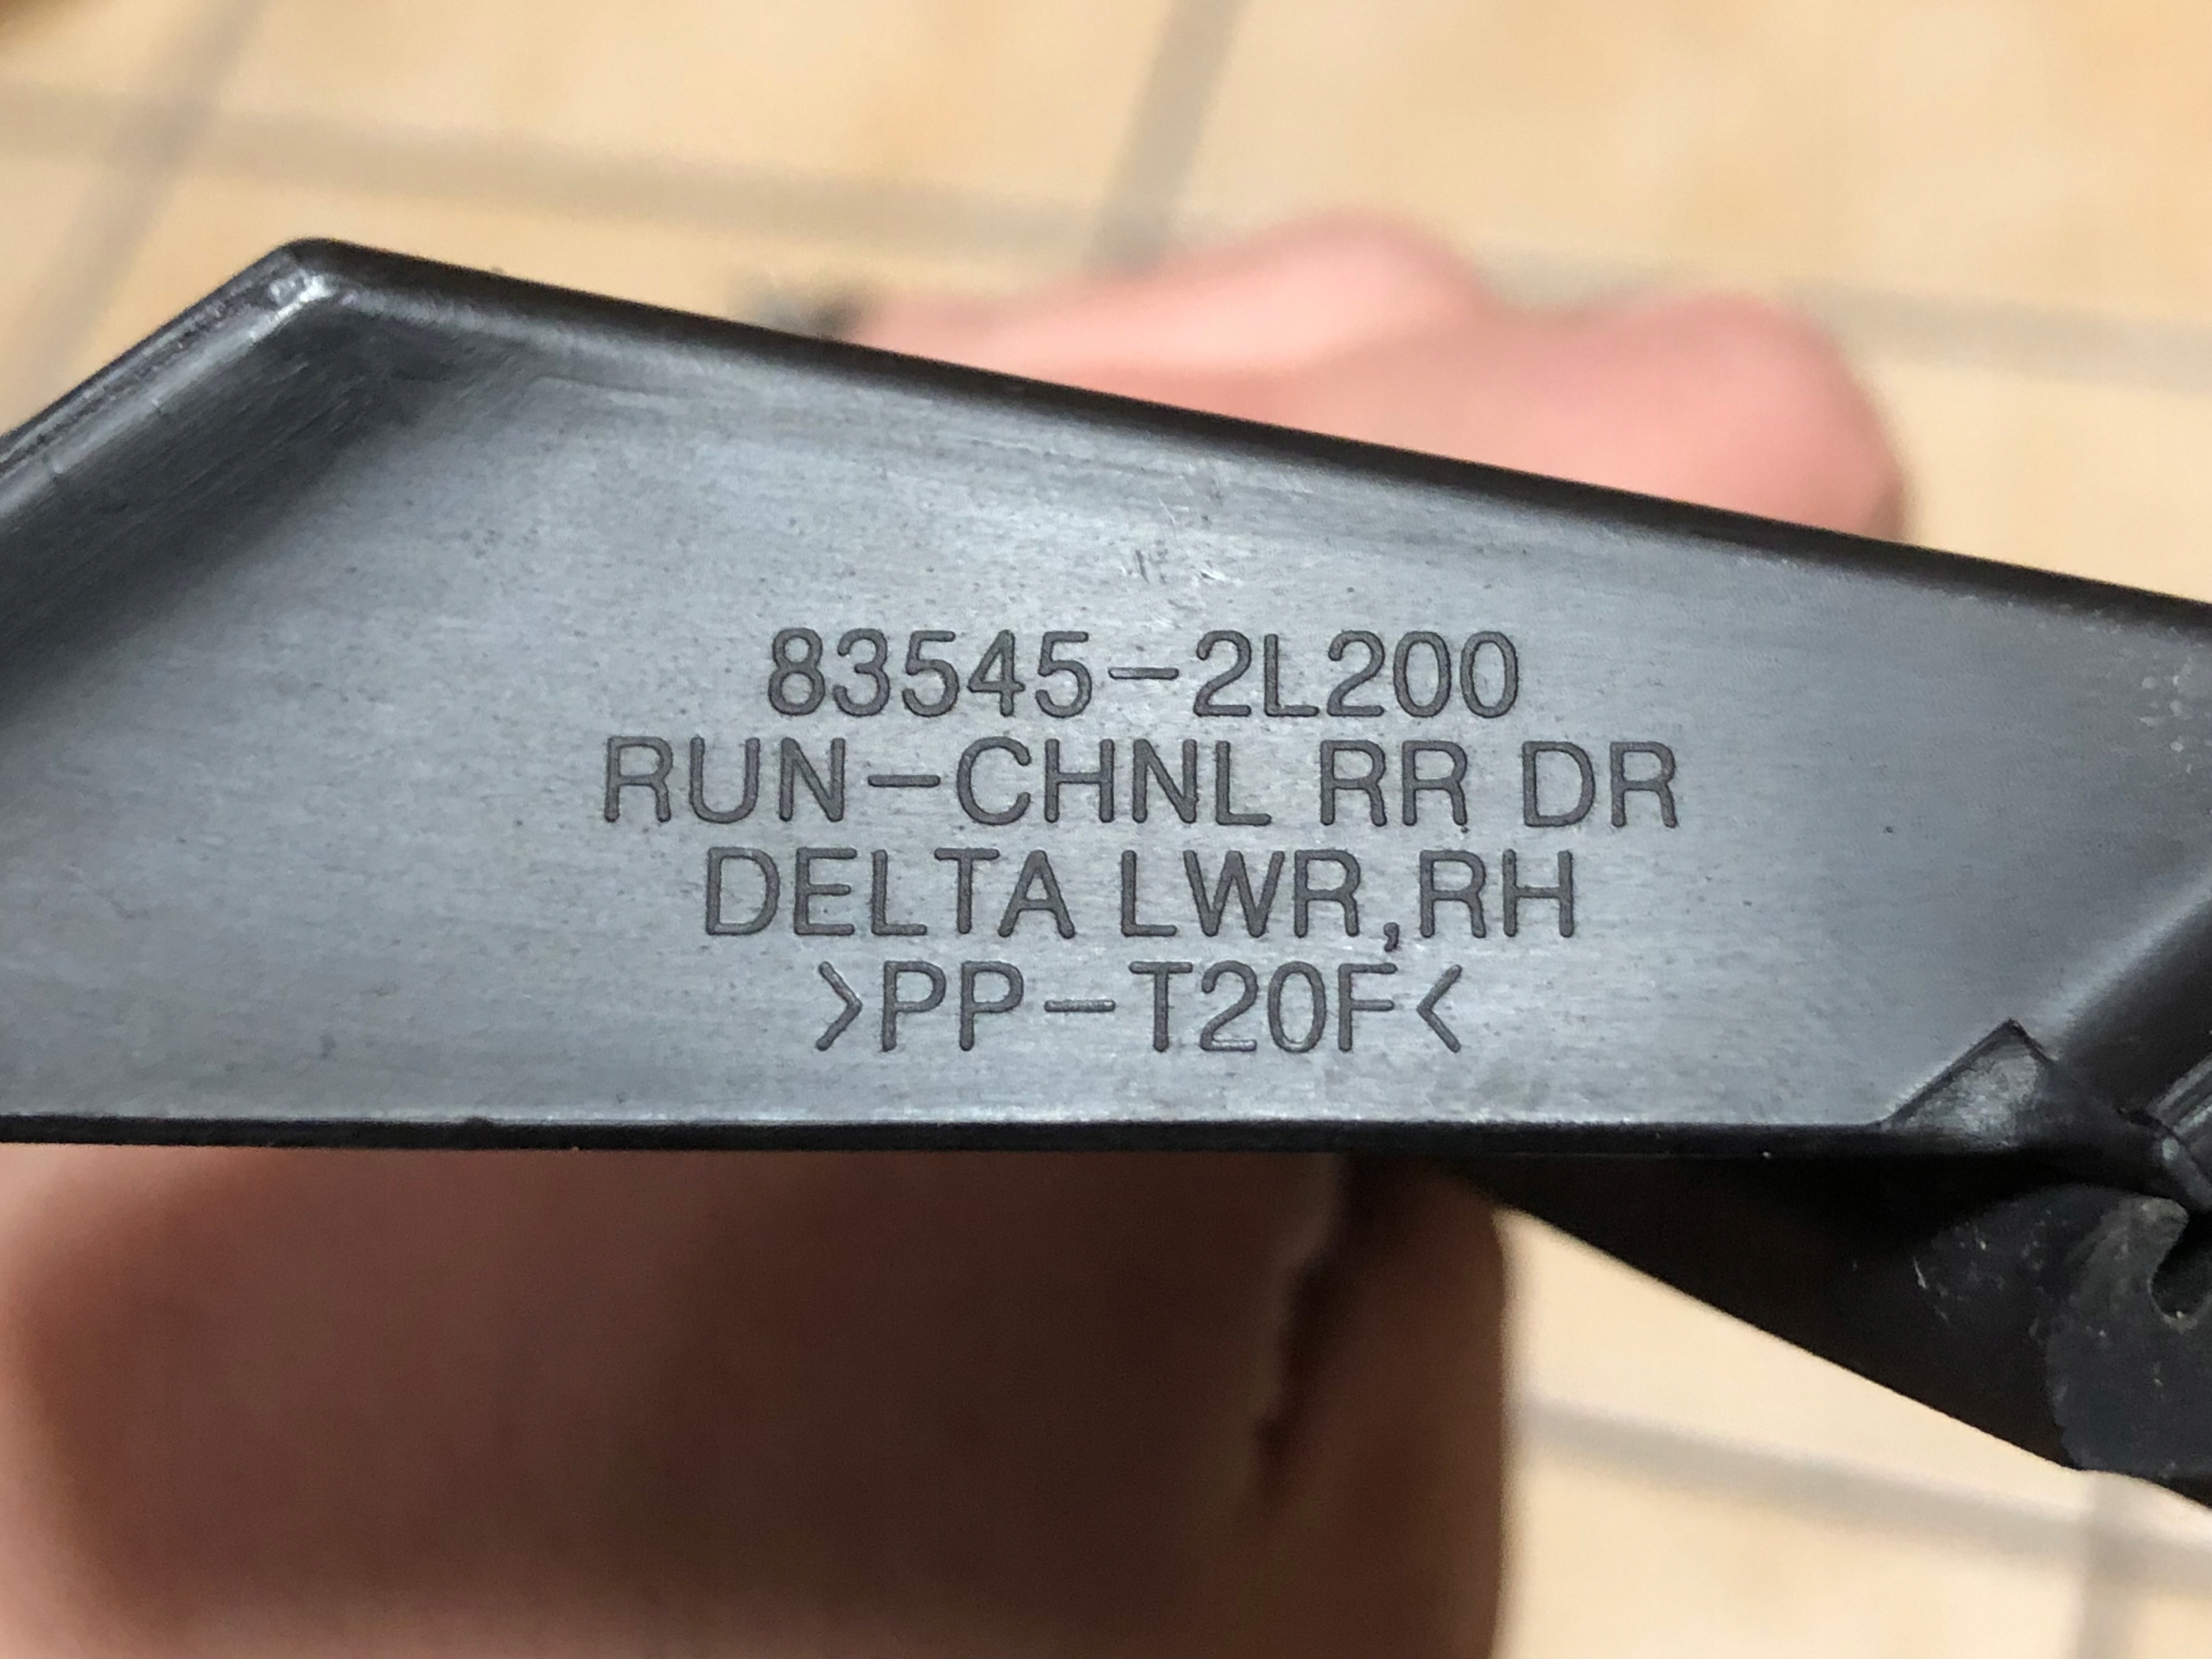 83545-2L200
RUN-CHNL RR DR
DELTA LWR,RH
>PP-T20F<